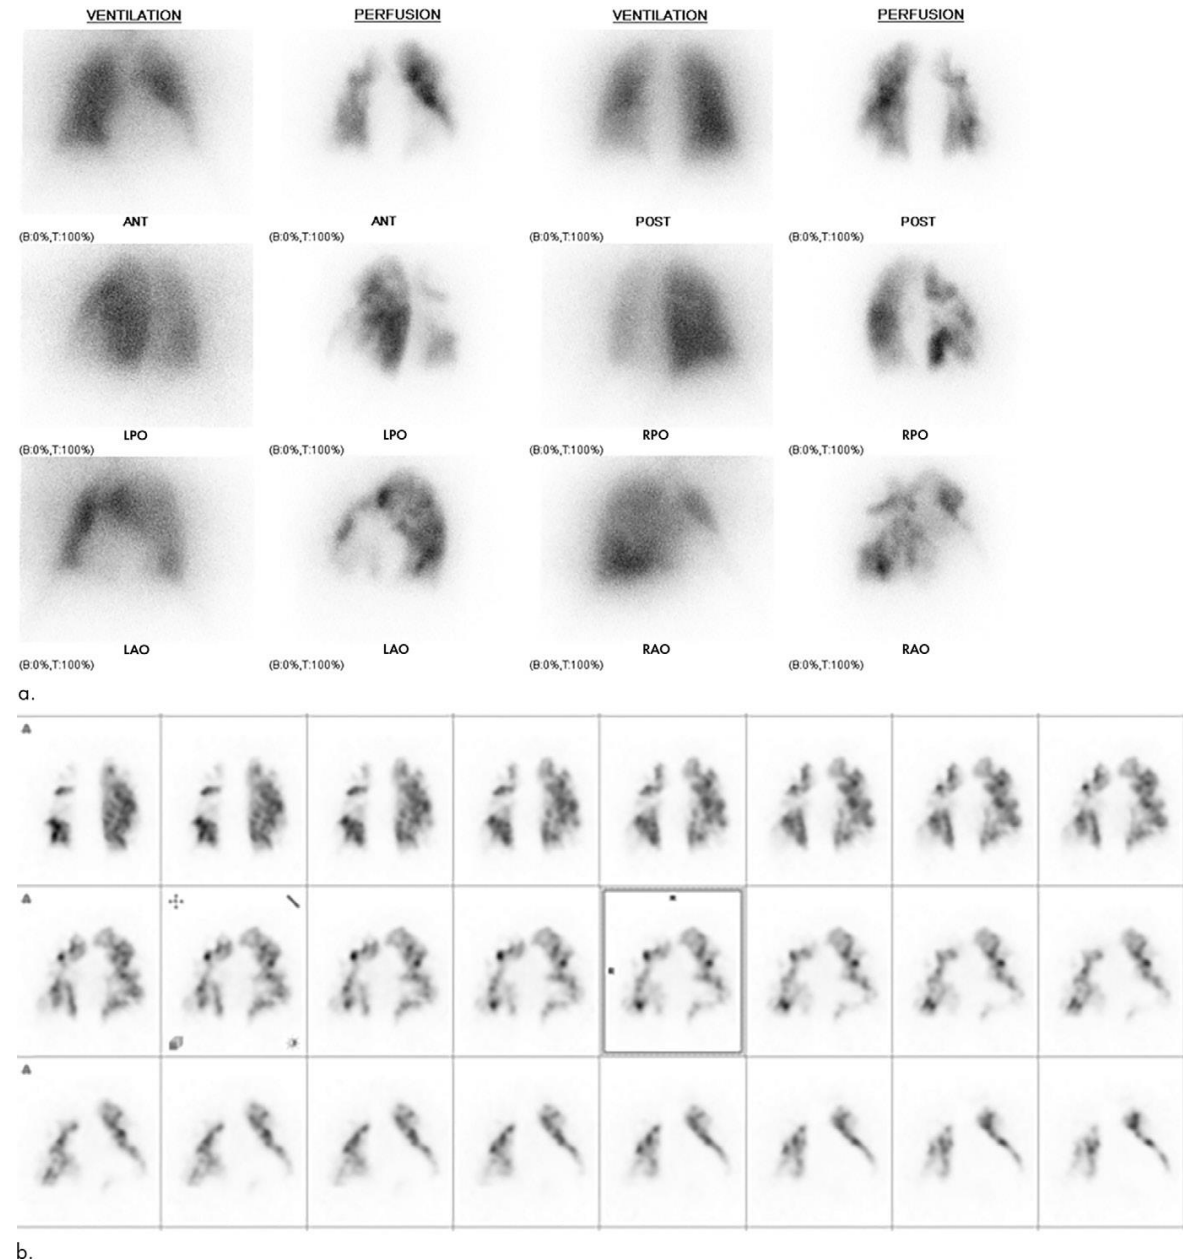 VENTILATION PERFUSION VENTILATION PERFUSION
ANT ANT POST POST
(B:0%,T:100%) (B:0%,T:100%) (B:0%,T:100%) (B:0%,T:100%)
LPO LPO RPO RPO
(B:0%,T:100%) (B:0%,T:100%) (B:0%,T:100%) (B:0%,T:100%)
LAO LAO RAO RAO
(B:0%,T:100%) (B:0%,T:100%) (B:0%,T:100%) (B:0%,T:100%)
a.
A
A
A
b.